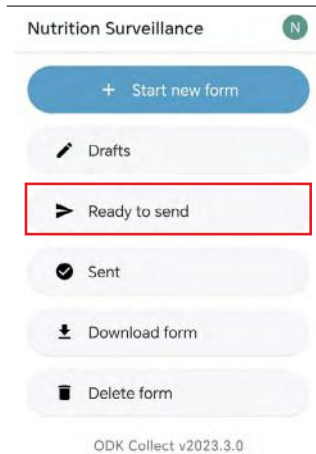 Nutrition Surveillance N
+ Start new form
Drafts
Ready to send
Sent
Download form
Delete form
ODK Collect v2023.3.0